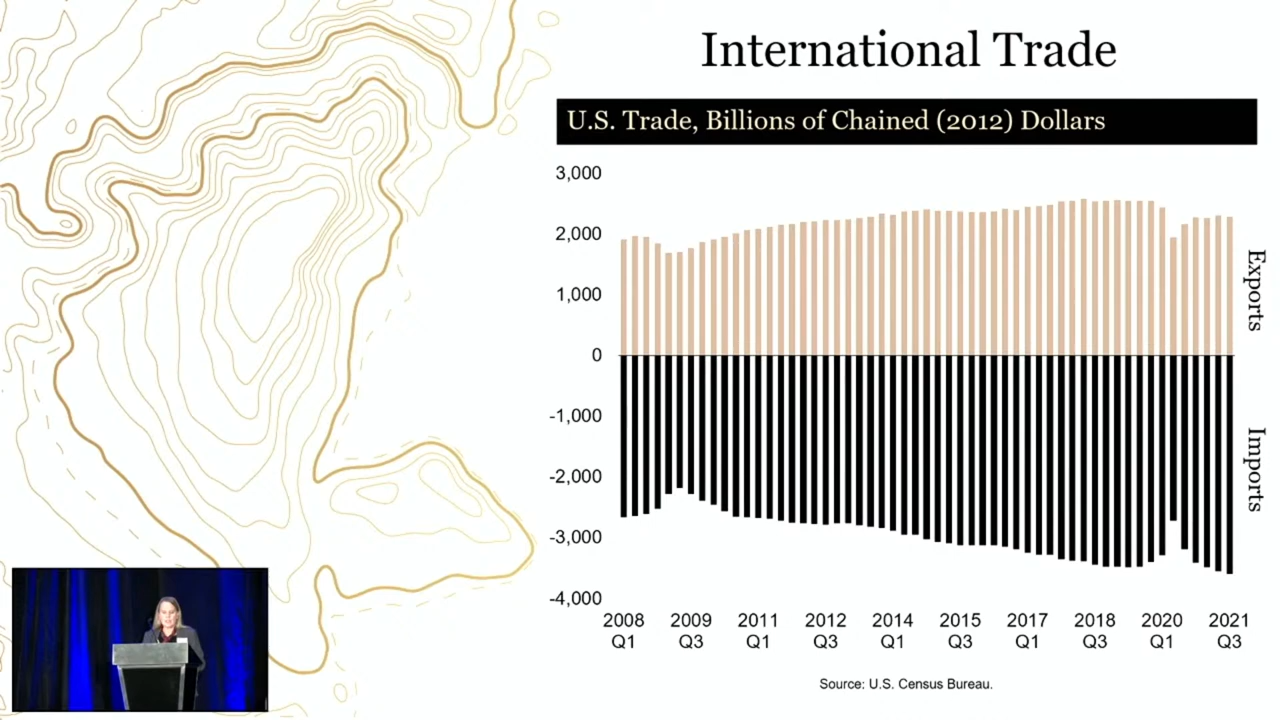 International Trade
U.S. Trade, Billions of Chained (2012) Dollars
3,000
2,000
1,000
0
-1,000
-2,000
-3,000
-4,000
Exports
Imports
2008 2009 2011 2012 2014 2015 2017 2018 2020 2021
Q1 Q3 Q1 Q3 Q1 Q3 Q1 Q3 Q1 Q3
Source: U.S. Census Bureau.